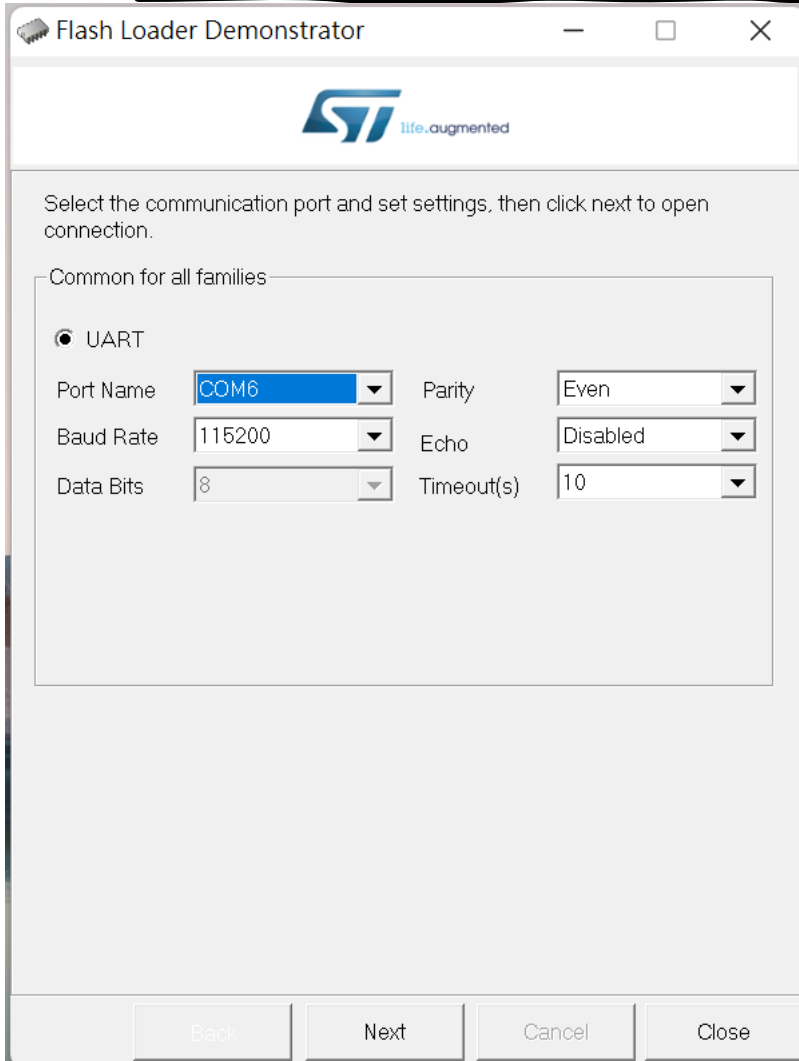 Flash Loader Demonstrator
ST life.augmented
Select the communication port and set settings, then click next to open
connection.
Common for all families
UART
Port Name COM6 Parity Even
Baud Rate 115200 Echo Disabled
Data Bits 8 Timeout(s) 10
Back Next Cancel Close